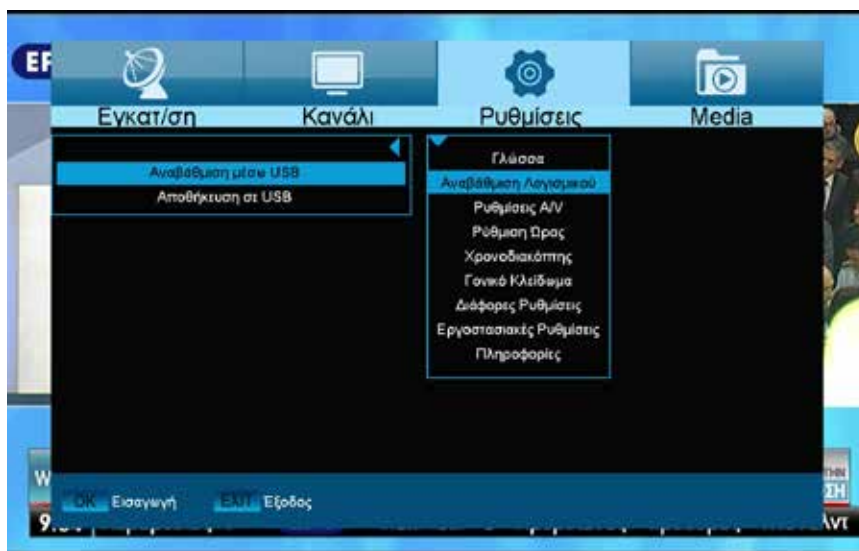 Εγκατ/ση
Κανάλι
Ρυθμίσεις
Media
Αναβάθμιση μέσω USB
Αποθήκευση σε USB
Γλώσσα
Αναβάθμιση Λογισμικού
Ρυθμίσεις A/V
Ρύθμιση Ώρας
Χρονοδιακόπτης
Γονικό Κλείδωμα
Διάφορες Ρυθμίσεις
Εργοστασιακές Ρυθμίσεις
Πληροφορίες
OK Εισαγωγή
EXIT Έξοδος